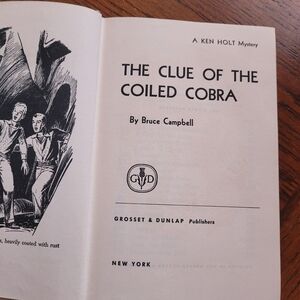 A KEN HOLT Mystery
THE CLUE OF THE
COILED COBRA
By Bruce Campbell
G D
GROSSET & DUNLAP Publishers
NEW YORK
, heavily coated with rust